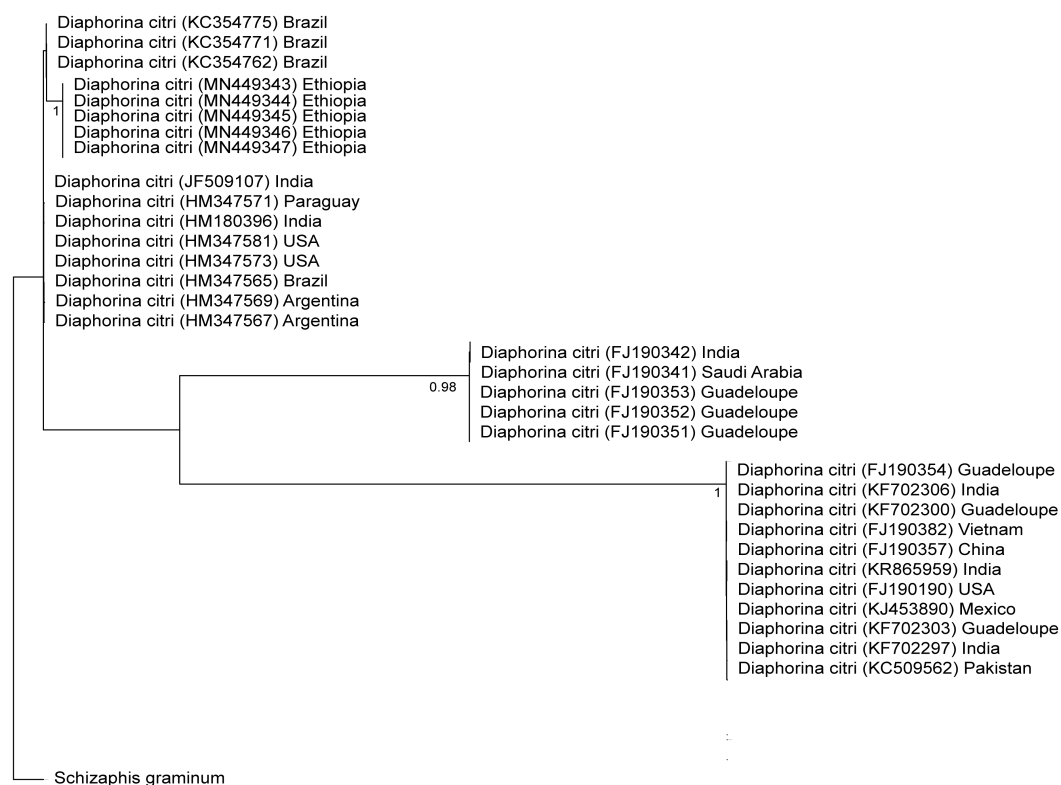 Diaphorina citri (KC354775) Brazil
Diaphorina citri (KC354771) Brazil
Diaphorina citri (KC354762) Brazil
Diaphorina citri (MN449343) Ethiopia
Diaphorina citri (MN449344) Ethiopia
1
Diaphorina citri (MN449345) Ethiopia
Diaphorina citri (MN449346) Ethiopia
Diaphorina citri (MN449347) Ethiopia
Diaphorina citri (JF509107) India
Diaphorina citri (HM347571) Paraguay
Diaphorina citri (HM180396) India
Diaphorina citri (HM347581) USA
Diaphorina citri (HM347573) USA
Diaphorina citri (HM347565) Brazil
Diaphorina citri (HM347569) Argentina
Diaphorina citri (HM347567) Argentina
Diaphorina citri (FJ190342) India
Diaphorina citri (FJ190341) Saudi Arabia
0.98
Diaphorina citri (FJ190353) Guadeloupe
Diaphorina citri (FJ190352) Guadeloupe
Diaphorina citri (FJ190351) Guadeloupe
Diaphorina citri (FJ190354) Guadeloupe
1
Diaphorina citri (KF702306) India
Diaphorina citri (KF702300) Guadeloupe
Diaphorina citri (FJ190382) Vietnam
Diaphorina citri (FJ190357) China
Diaphorina citri (KR865959) India
Diaphorina citri (FJ190190) USA
Diaphorina citri (KJ453890) Mexico
Diaphorina citri (KF702303) Guadeloupe
Diaphorina citri (KF702297) India
Diaphorina citri (KC509562) Pakistan
Schizaphis graminum